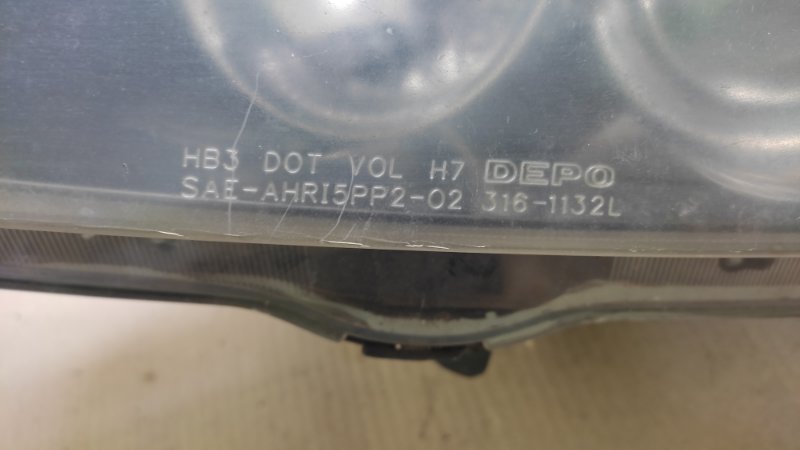 HB3 DOT VOL H7 DEPO
SAE-AHRI5PP2-02 316-1132L